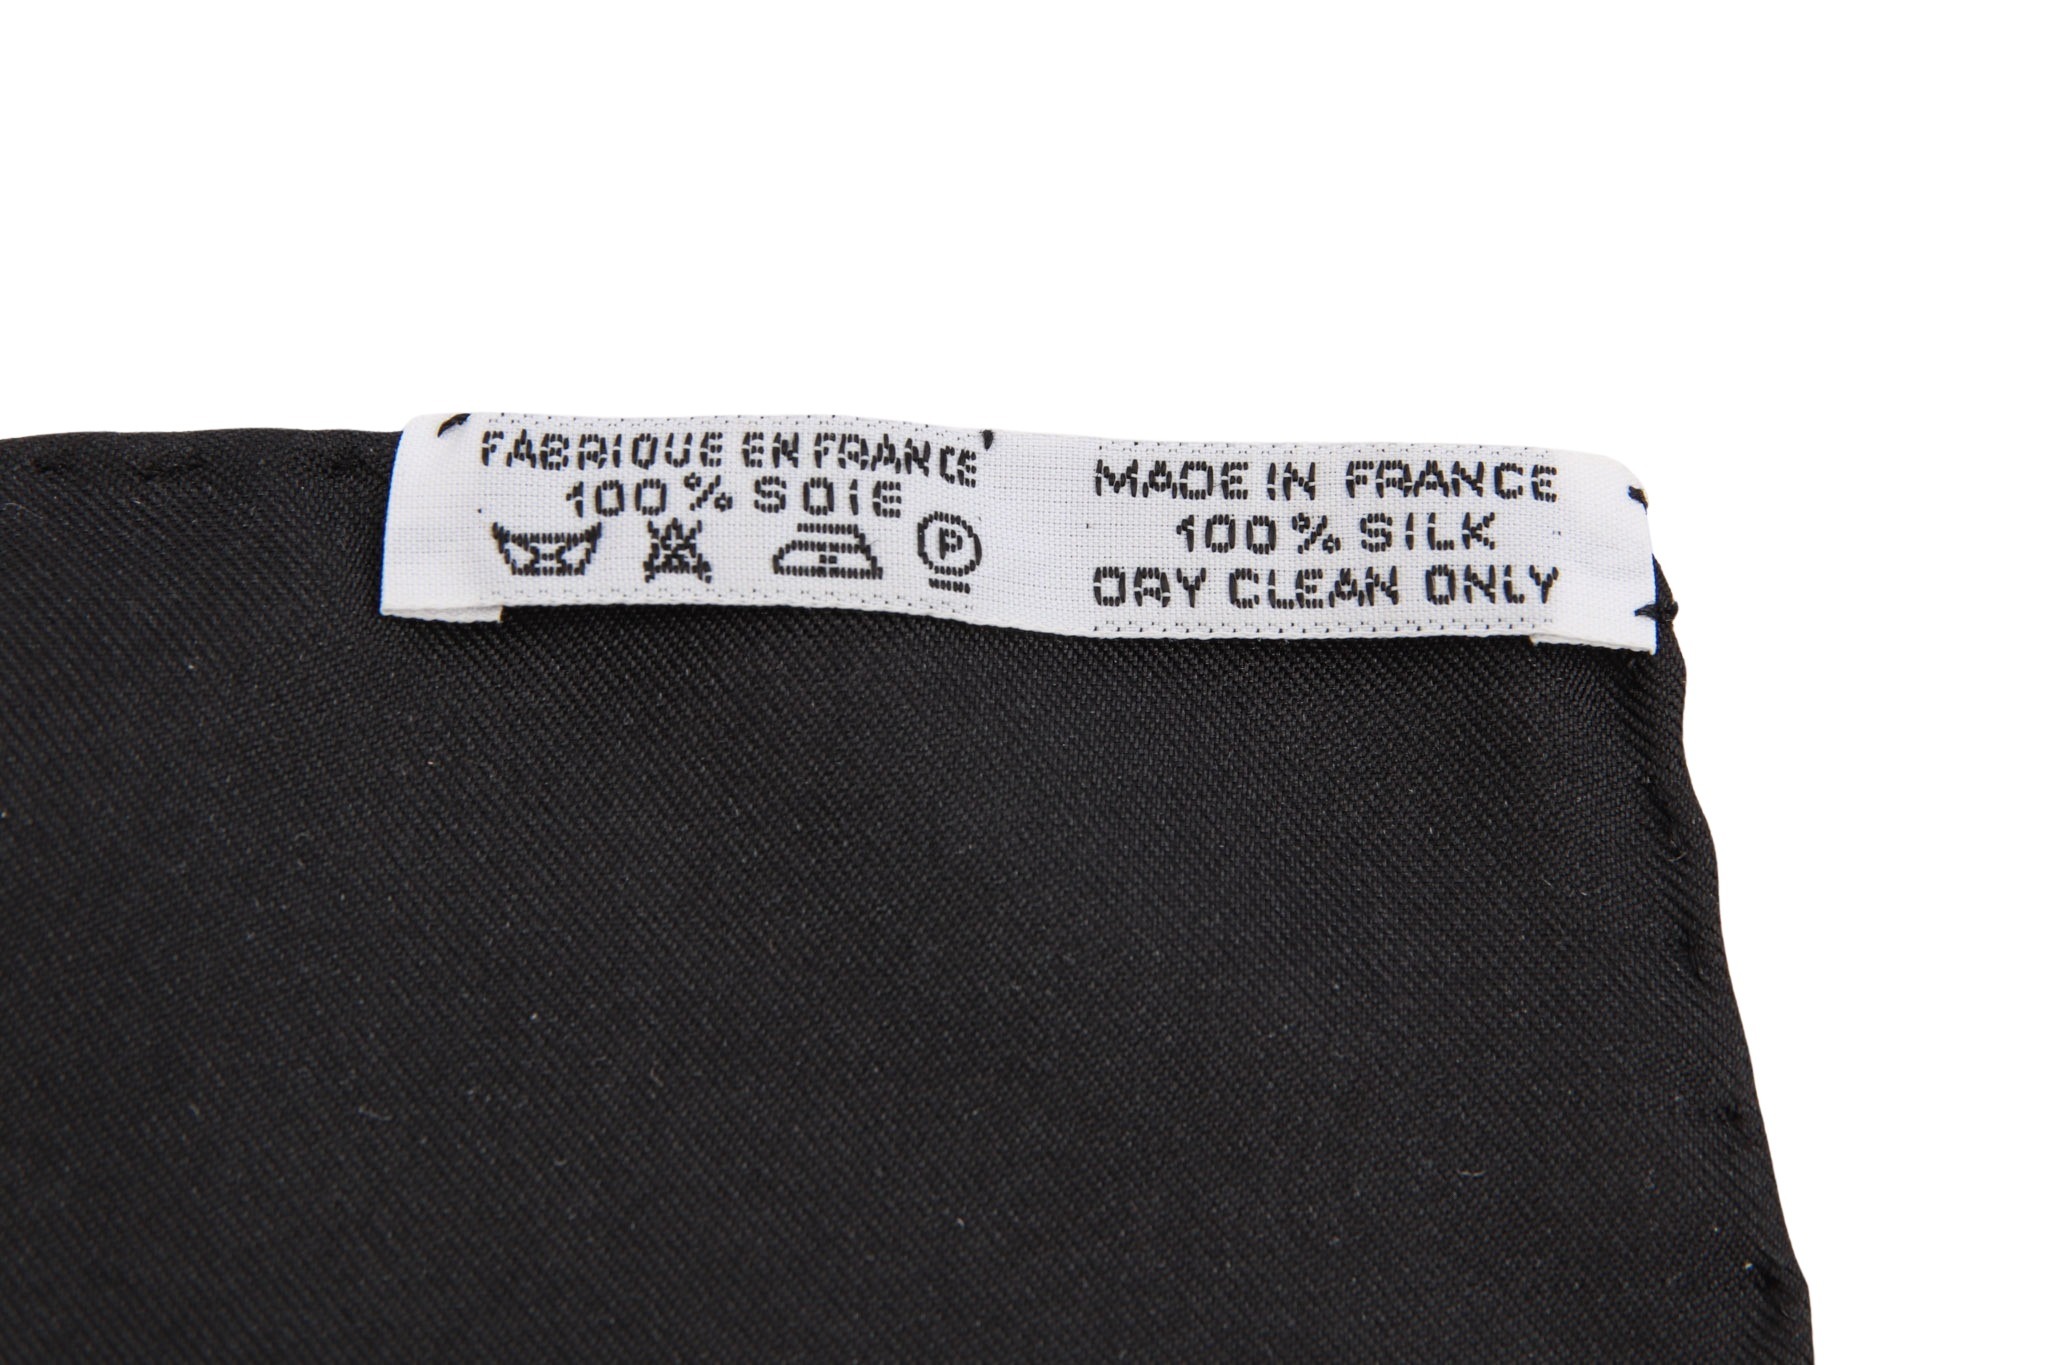 FABRIQUE EN FRANCE
100% SOIE
P
MADE IN FRANCE
100% SILK
DRY CLEAN ONLY